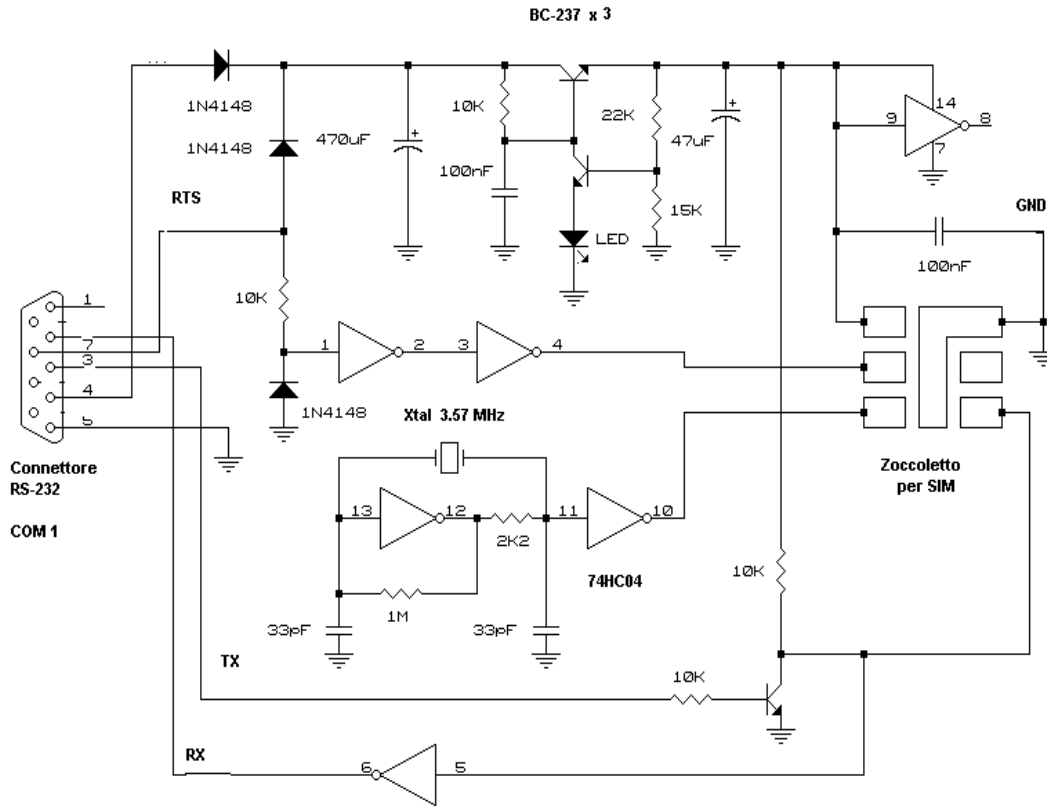 BC-237 x 3
1N4148
1N4148
470uF
10K
100nF
22K
47uF
15K
LED
9
14
8
7
GND
100nF
RTS
10K
1
2
3
4
1N4148
1
7
3
4
5
Connettore
RS-232
COM 1
Xtal 3.57 MHz
13
12
2K2
11
10
74HC04
1M
33pF
33pF
Zoccoletto
per SIM
10K
TX
10K
RX
6
5